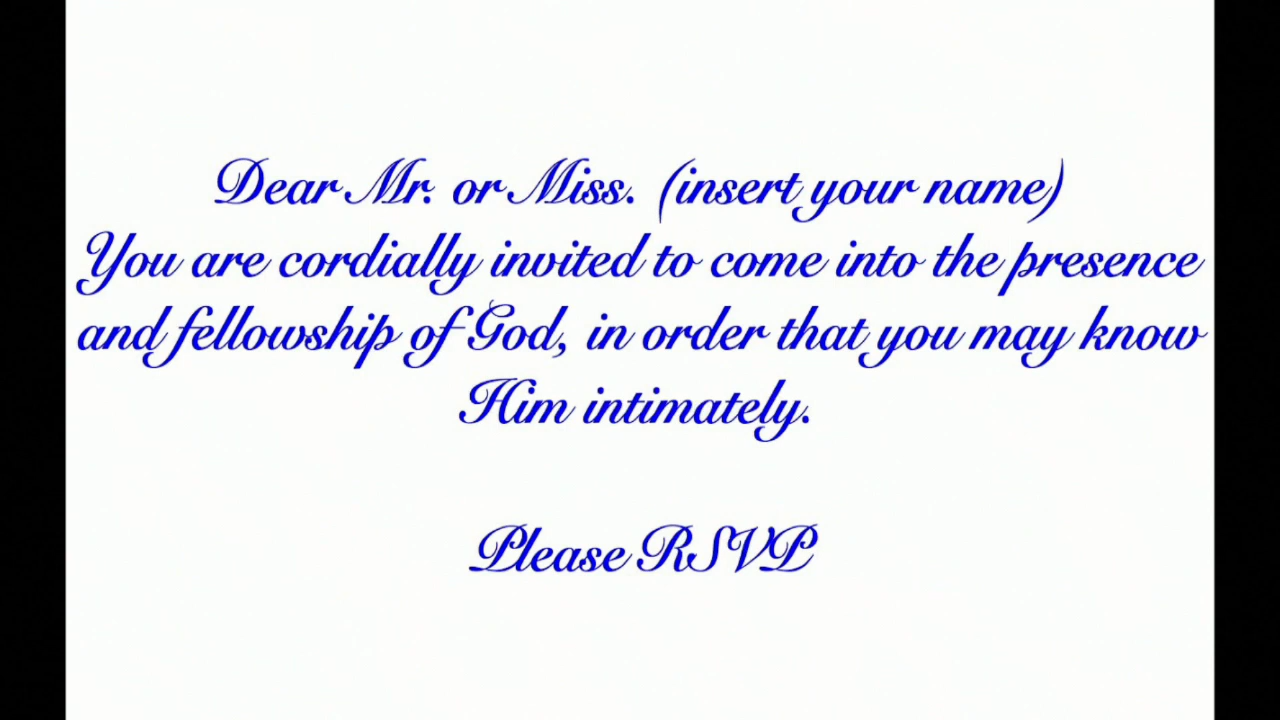 Dear Mr. or Miss. (insert your name)
You are cordially invited to come into the presence
and fellowship of God, in order that you may know
Him intimately.
Please RSVP